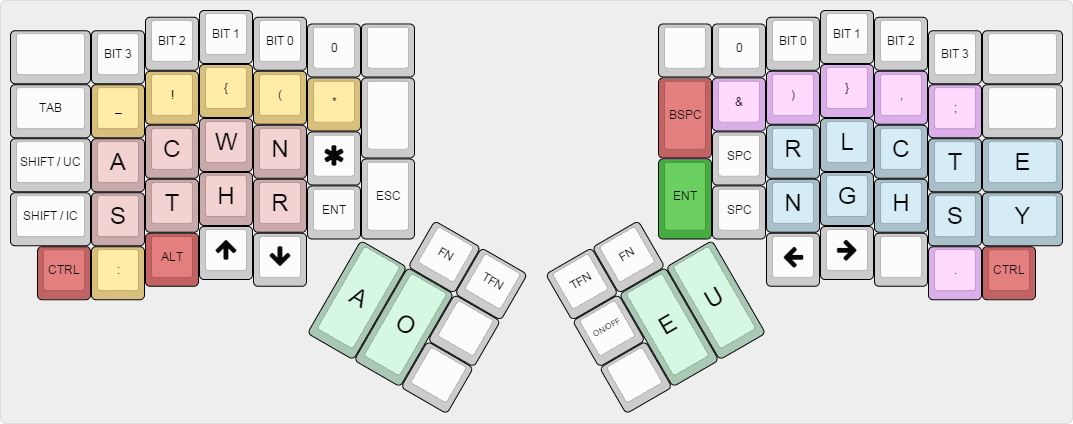 BIT 3 BIT 2 BIT 1 BIT 0 0
0 BIT 0 BIT 1 BIT 2 BIT 3
TAB _ ! { ( *
BSPC & ) } , ;
SHIFT / UC A C W N *
SPC R L C T E
SHIFT / IC S T H R ENT ESC
ENT SPC N G H S Y
CTRL : ALT ↑ ↓
← → . CTRL
FN TFN
TFN FN
A O
ON/OFF E U